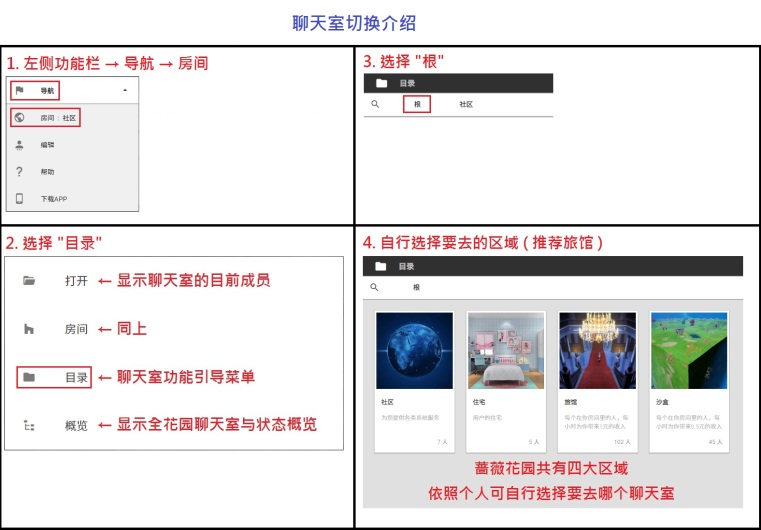 聊天室切换介绍
1. 左侧功能栏 → 导航 → 房间
导航
房间 : 社区
编辑
帮助
下载APP
3. 选择 "根"
目录
根 社区
2. 选择 "目录"
打开 ← 显示聊天室的目前成员
房间 ← 同上
目录 ← 聊天室功能引导菜单
概览 ← 显示全花园聊天室与状态概览
4. 自行选择要去的区域 ( 推荐旅馆 )
目录
根
社区
为您提供各类系统服务
7 人
住宅
用户的住宅
5 人
旅馆
每个在你房间里的人，每
小时为你带来1元的收入
102 人
沙盒
每个在你房间里的人，每
小时为你带来0.5元的收入
45 人
蔷薇花园共有四大区域
依照个人可自行选择要去哪个聊天室